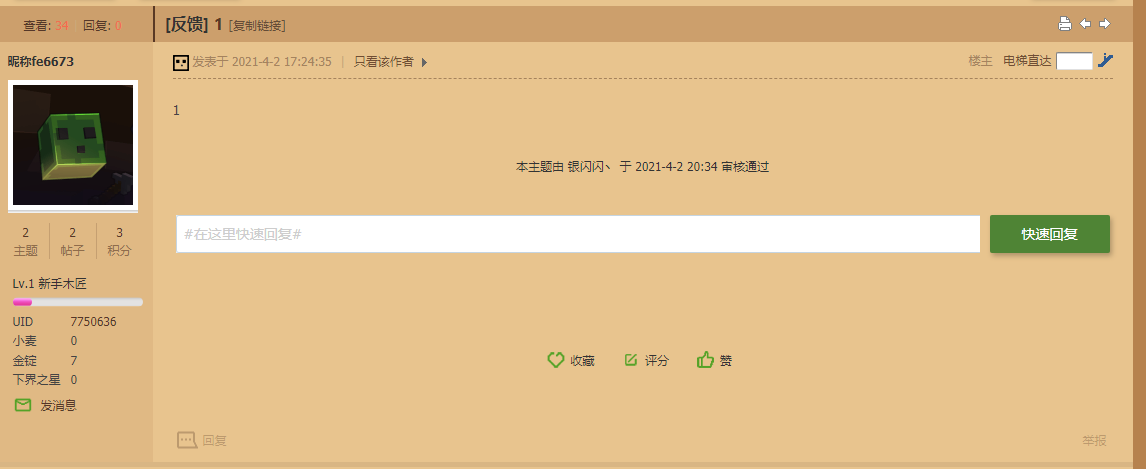 查看: 34 | 回复: 0
[反馈] 1 [复制链接]
昵称fe6673
发表于 2021-4-2 17:24:35 | 只看该作者
楼主 电梯直达
1
本主题由 银闪闪丶 于 2021-4-2 20:34 审核通过
#在这里快速回复#
快速回复
2 2 3
主题 帖子 积分
Lv.1 新手木匠
UID 7750636
小麦 0
金锭 7
下界之星 0
发消息
收藏 评分 赞
回复
举报